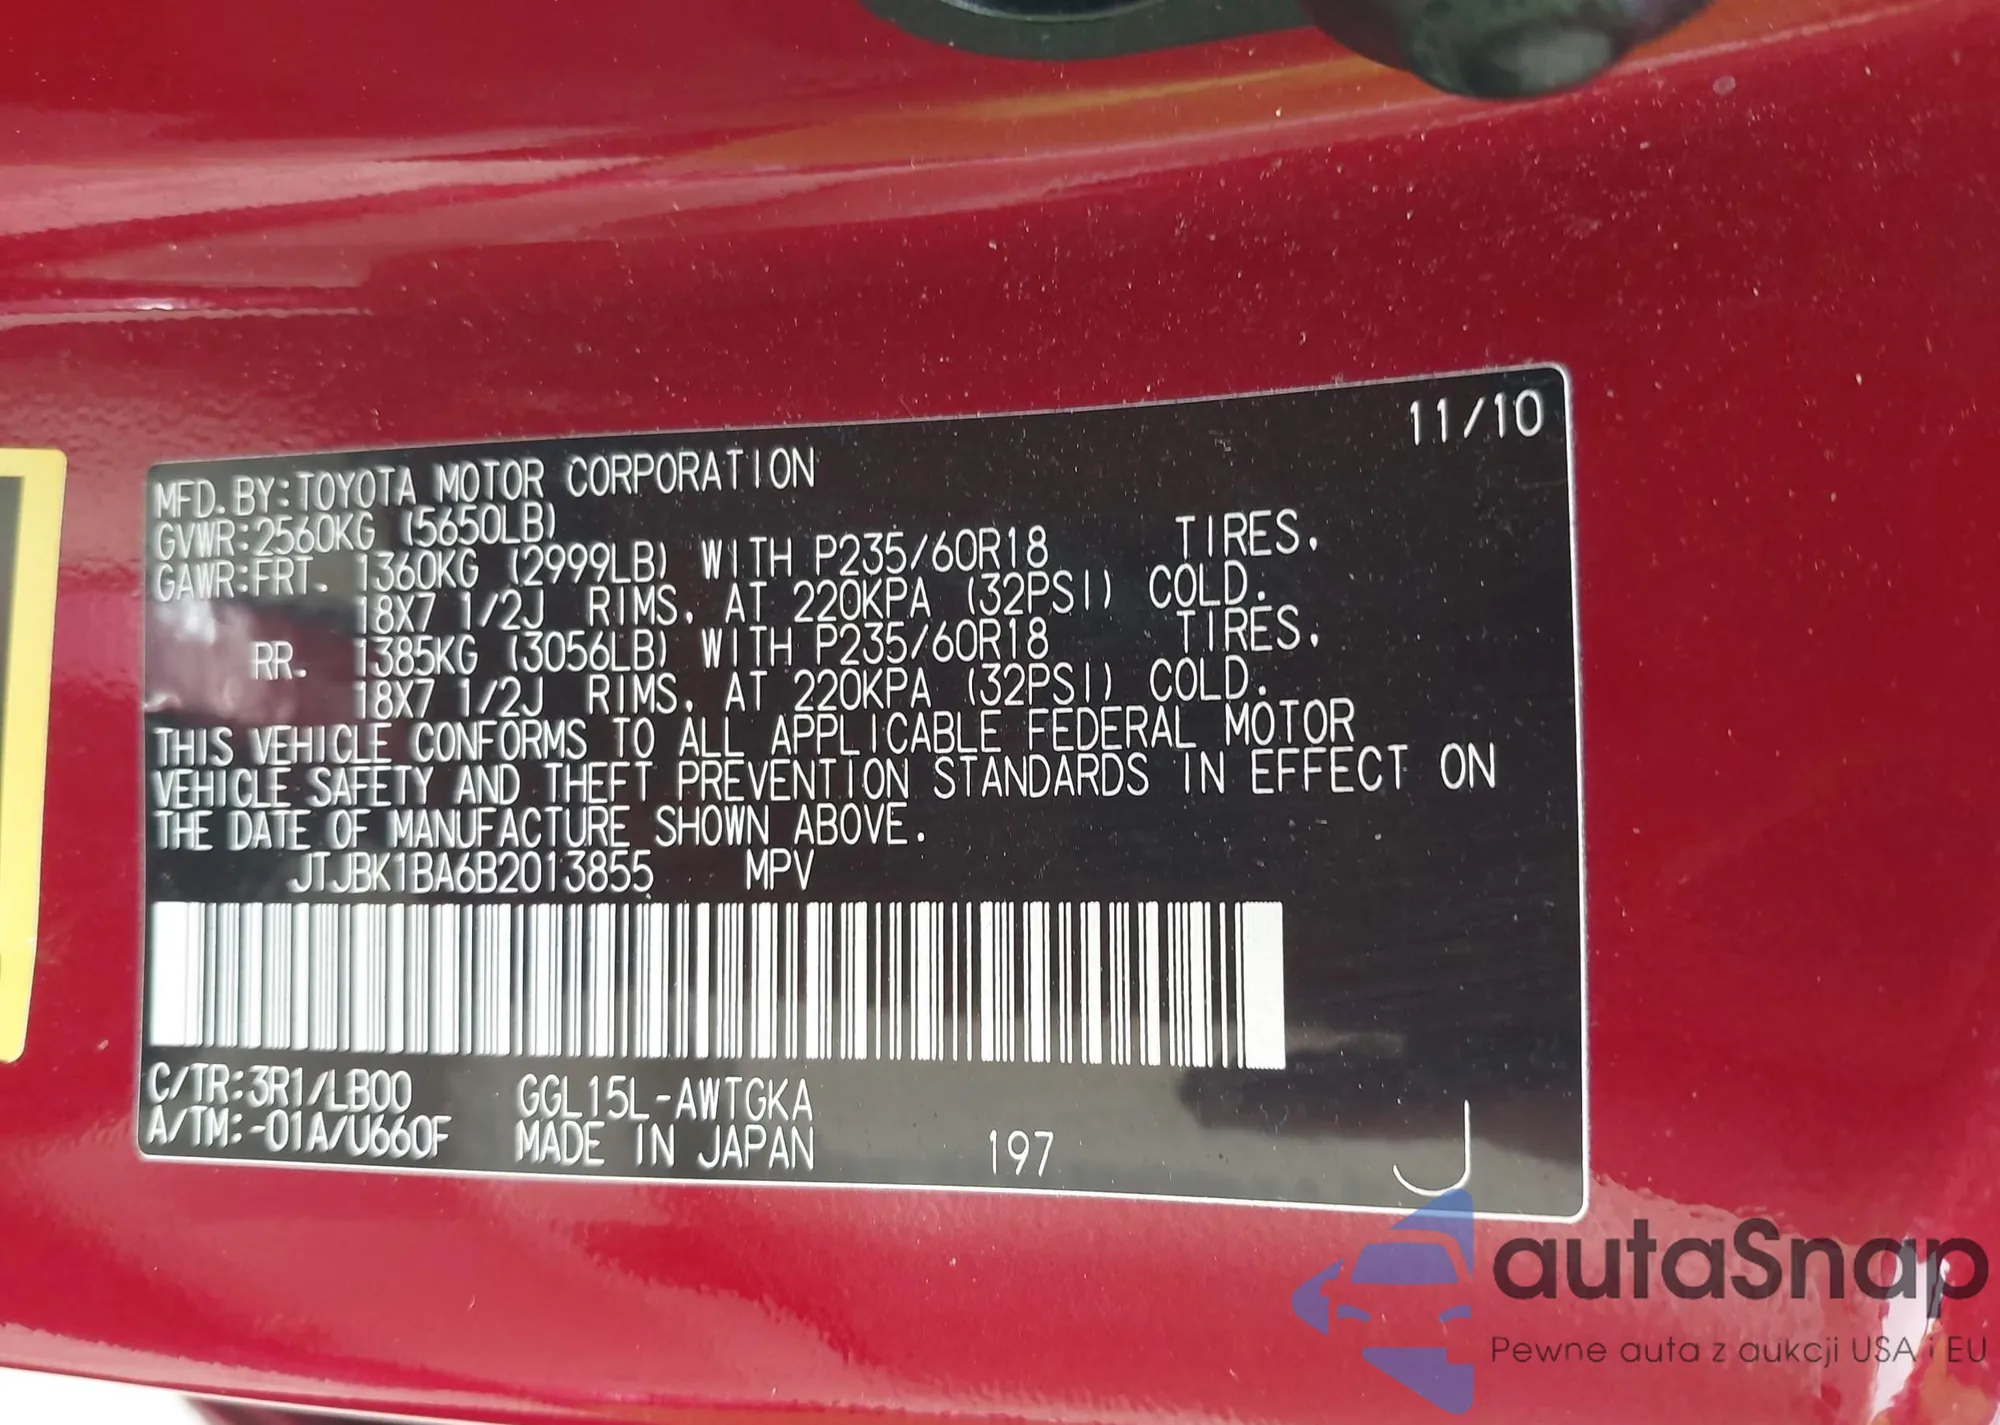 11/10
MFD.BY:TOYOTA MOTOR CORPORATION
GVWR:2560KG (5650LB)
GAWR:FRT. 1360KG (2999LB) WITH P235/60R18 TIRES.
18X7 1/2J RIMS. AT 220KPA (32PSI) COLD.
RR. 1385KG (3056LB) WITH P235/60R18 TIRES.
18X7 1/2J RIMS. AT 220KPA (32PSI) COLD.
THIS VEHICLE CONFORMS TO ALL APPLICABLE FEDERAL MOTOR
VEHICLE SAFETY AND THEFT PREVENTION STANDARDS IN EFFECT ON
THE DATE OF MANUFACTURE SHOWN ABOVE.
JTJBK1BA6B2013855 MPV
C/TR:3R1/LB00 GGL15L-AWTGKA
A/TM:-01A/U660F MADE IN JAPAN 197 J
autaSnap
Pewne auta z aukcji USA i EU